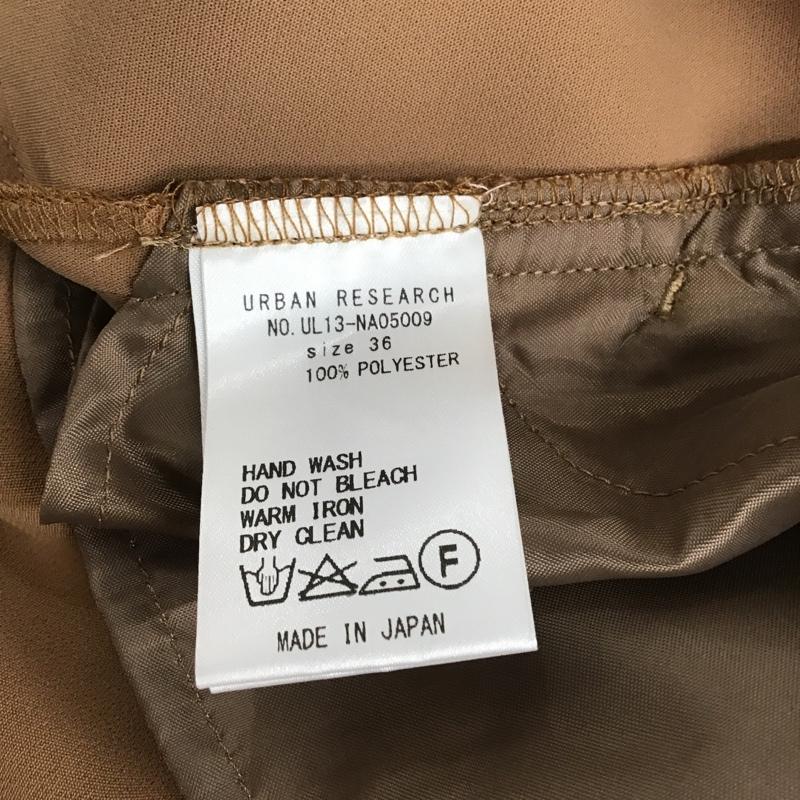 URBAN RESEARCH
NO. UL13-NA05009
size 36
100% POLYESTER
HAND WASH
DO NOT BLEACH
WARM IRON
DRY CLEAN
F
MADE IN JAPAN